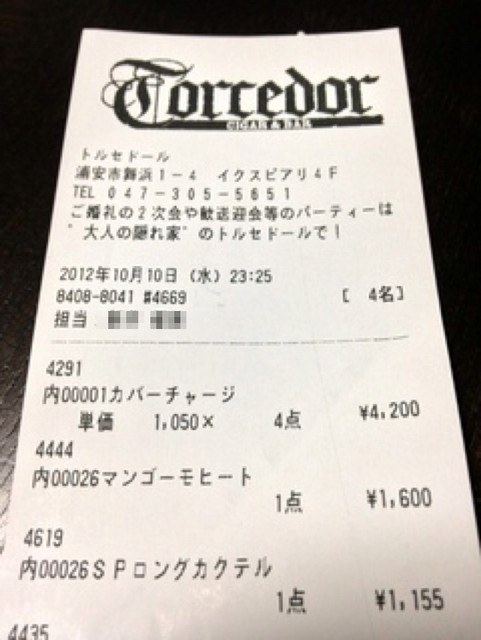 Torcedor
CIGAR & BAR
トルセドール
浦安市舞浜1-4 イクスピアリ4F
TEL 047-305-5651
ご婚礼の2次会や歓送迎会等のパーティーは
"大人の隠れ家"のトルセドールで!
2012年10月10日(水) 23:25
8408-8041 #4669 [ 4名]
担当
4291
内00001カバーチャージ
単価 1,050× 4点 ¥4,200
4444
内00026マンゴーモヒート
1点 ¥1,600
4619
内00026SPロングカクテル
1点 ¥1,155
4435